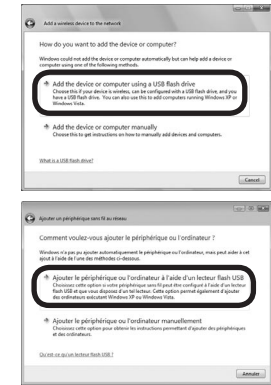 Add a wireless device to the network
How do you want to add the device or computer?
Windows could not add the device or computer automatically but can help add a device or
computer using one of the following methods.
Add the device or computer using a USB flash drive
Choose this if your device is wireless, can be configured with a USB flash drive, and you
have a USB flash drive. You can also use this to add computers running Windows XP or
Windows Vista.
Add the device or computer manually
Choose this to get instructions on how to manually add devices and computers.
What is a USB flash drive?
Cancel
Ajouter un périphérique sans fil au réseau
Comment voulez-vous ajouter le périphérique ou l'ordinateur ?
Windows n'a pas pu ajouter automatiquement le périphérique ou l'ordinateur, mais peut aider à cet
ajout à l'aide de l'une des méthodes ci-dessous.
Ajouter le périphérique ou l'ordinateur à l'aide d'un lecteur flash USB
Choisissez cette option si votre périphérique sans fil peut être configuré à l'aide d'un lecteur
flash USB et que vous disposez d'un tel lecteur. Cette option permet également d'ajouter
des ordinateurs exécutant Windows XP ou Windows Vista.
Ajouter le périphérique ou l'ordinateur manuellement
Choisissez cette option pour obtenir les instructions permettant d'ajouter des périphériques
et des ordinateurs.
Qu'est-ce qu'un lecteur flash USB ?
Annuler